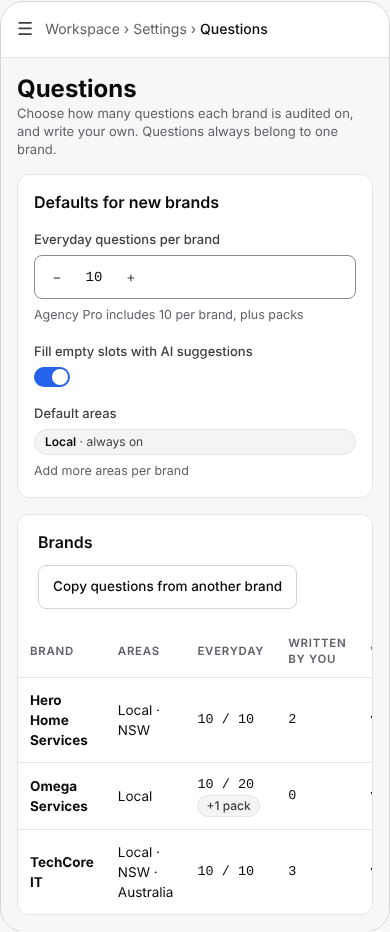 ☰ Workspace › Settings › Questions
Questions
Choose how many questions each brand is audited on,
and write your own. Questions always belong to one
brand.
Defaults for new brands
Everyday questions per brand
− 10 +
Agency Pro includes 10 per brand, plus packs
Fill empty slots with AI suggestions
Default areas
Local · always on
Add more areas per brand
Brands
Copy questions from another brand
BRAND AREAS EVERYDAY WRITTEN
BY YOU
Hero
Home
Services
Local ·
NSW
10 / 10
2
Omega
Services
Local
10 / 20
+1 pack
0
TechCore
IT
Local ·
NSW ·
Australia
10 / 10
3